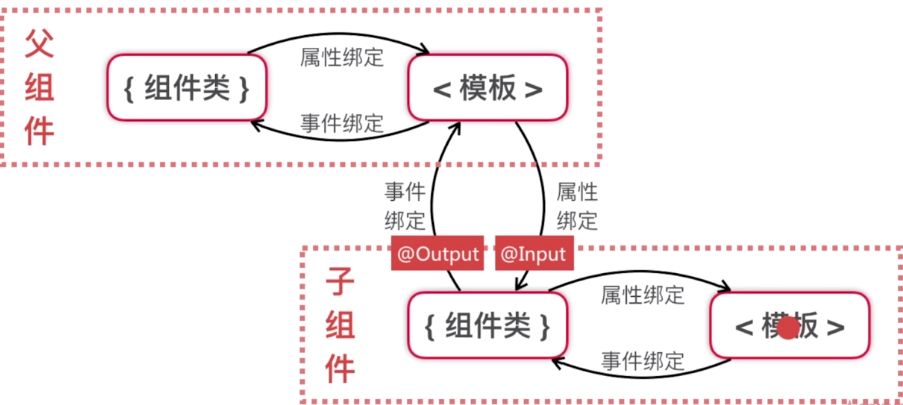 父组件
属性绑定
{ 组件类 }
< 模板 >
事件绑定
事件
绑定
属性
绑定
@Output
@Input
子组件
属性绑定
{ 组件类 }
< 模板 >
事件绑定